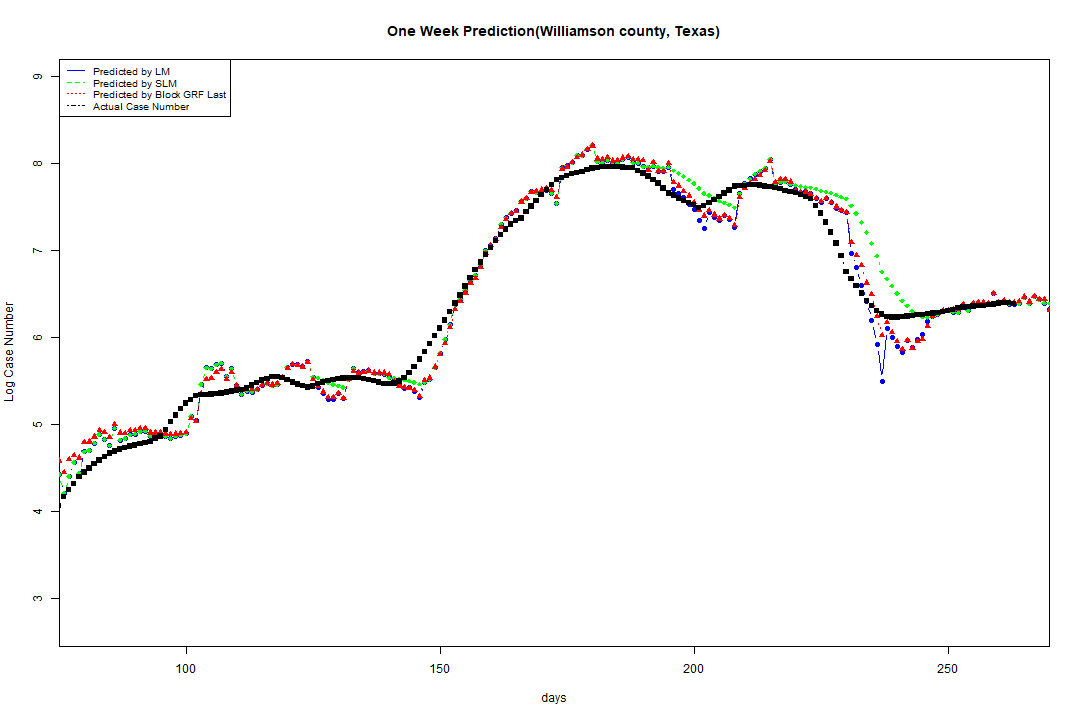 One Week Prediction(Williamson county, Texas)
Predicted by LM
Predicted by SLM
Predicted by Block GRF Last
Actual Case Number
9
8
7
6
5
4
3
Log Case Number
100 150 200 250
days